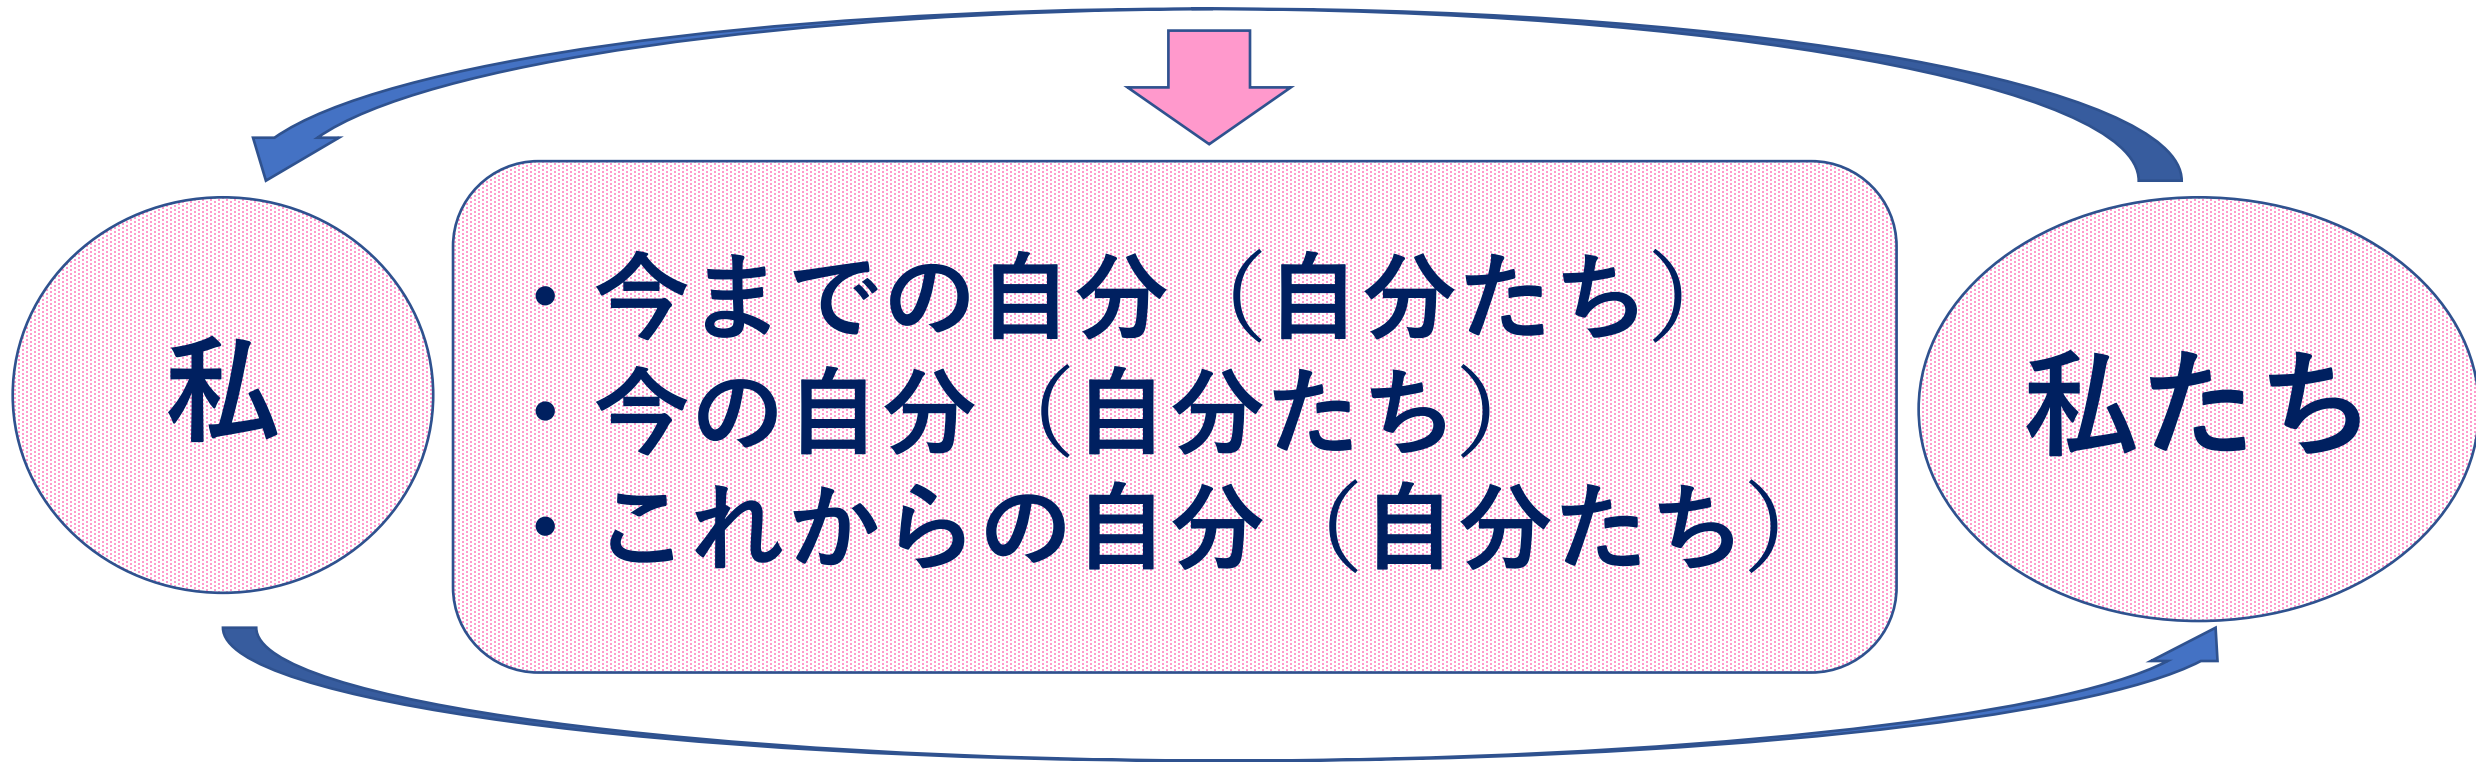 私
・今までの自分（自分たち）
・今の自分（自分たち）
・これからの自分（自分たち）
私たち